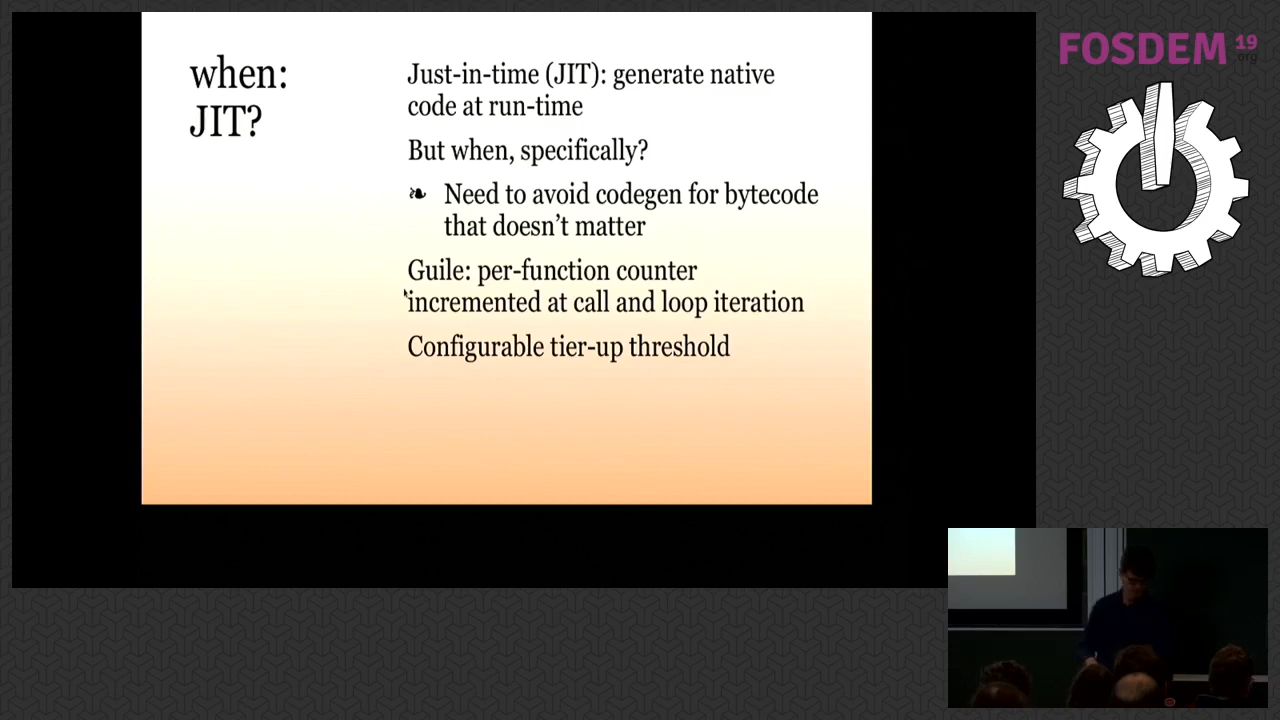 when:
JIT?
Just-in-time (JIT): generate native
code at run-time
But when, specifically?
❧ Need to avoid codegen for bytecode
that doesn’t matter
Guile: per-function counter
incremented at call and loop iteration
Configurable tier-up threshold
FOSDEM 19
.org